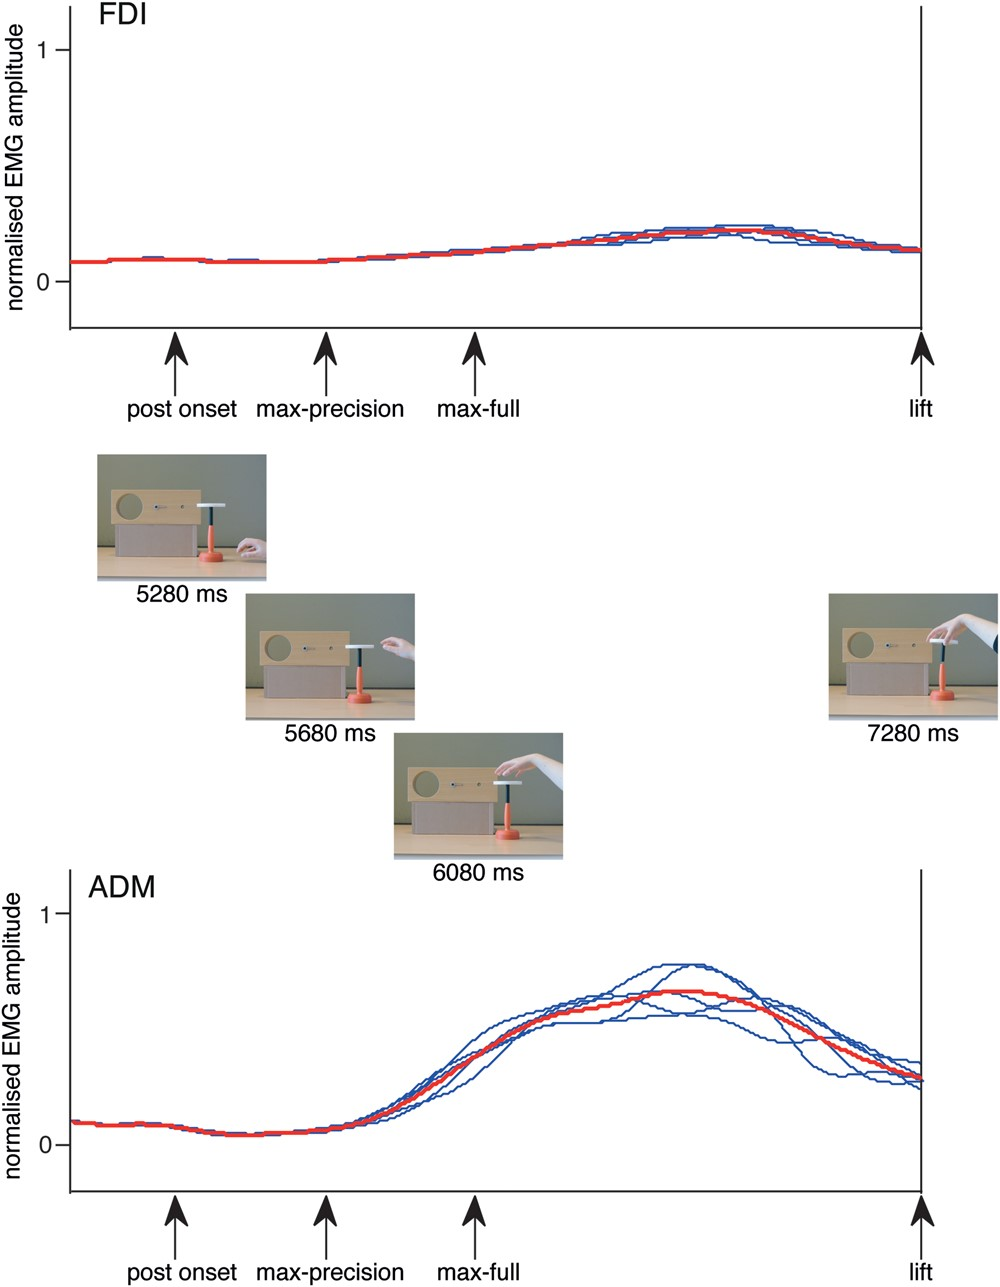 FDI
normalised EMG amplitude
1
0
post onset max-precision max-full lift
5280 ms
5680 ms
7280 ms
6080 ms
ADM
normalised EMG amplitude
1
0
post onset max-precision max-full lift